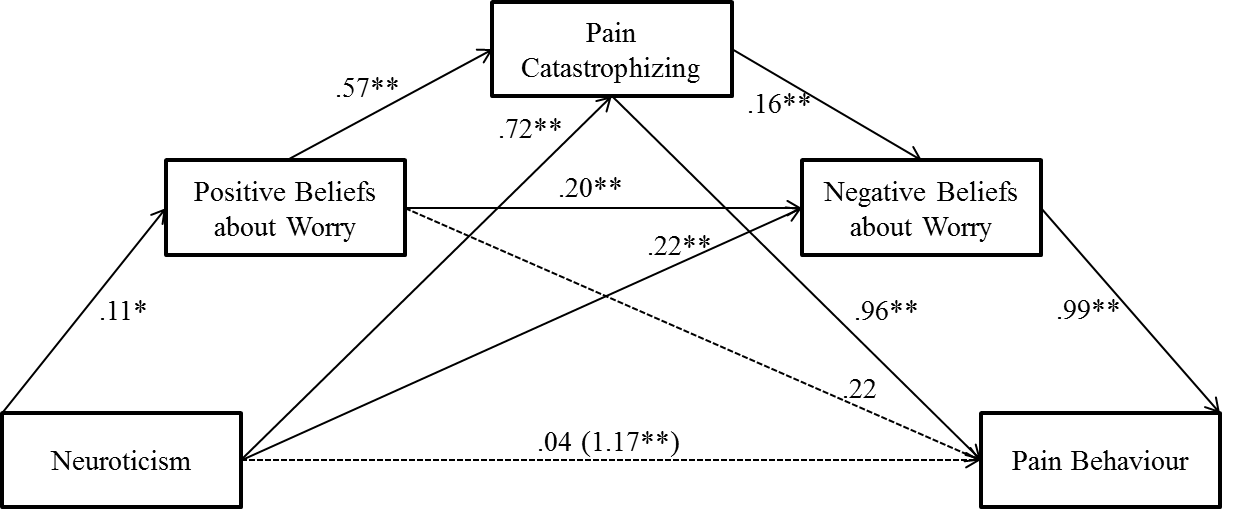 Pain
Catastrophizing
.57**
.16**
.72**
Positive Beliefs
about Worry
.20**
Negative Beliefs
about Worry
.22**
.11*
.96**
.99**
.22
Neuroticism
.04 (1.17**)
Pain Behaviour